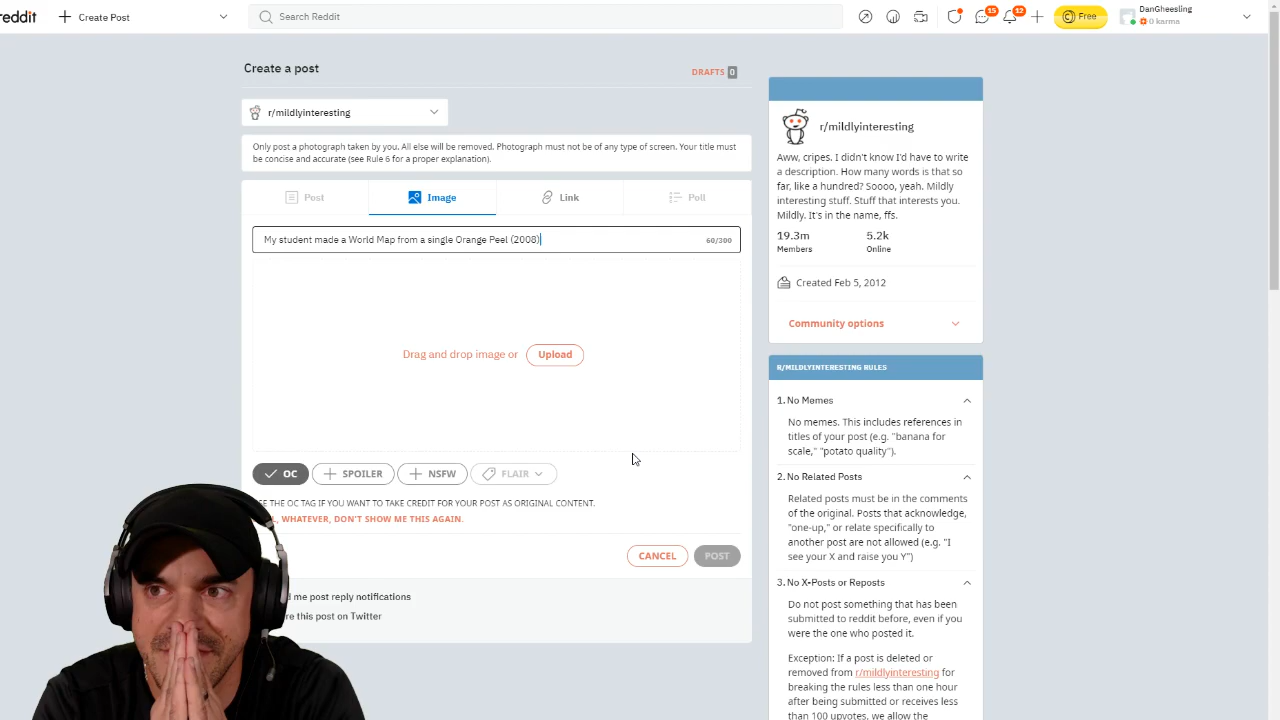 reddit
Create Post
Search Reddit
15
12
Free
DanGheesling
0 karma
Create a post
DRAFTS 0
r/mildlyinteresting
Only post a photograph taken by you. All else will be removed. Photograph must not be of any type of screen. Your title must
be concise and accurate (see Rule 6 for a proper explanation).
Post
Image
Link
Poll
My student made a World Map from a single Orange Peel (2008)
60/300
Drag and drop image or Upload
OC
SPOILER
NSFW
FLAIR
THE OC TAG IF YOU WANT TO TAKE CREDIT FOR YOUR POST AS ORIGINAL CONTENT.
WHATEVER, DON'T SHOW ME THIS AGAIN.
CANCEL
POST
me post reply notifications
this post on Twitter
r/mildlyinteresting
Aww, cripes. I didn't know I'd have to write
a description. How many words is that so
far, like a hundred? Soooo, yeah. Mildly
interesting stuff. Stuff that interests you.
Mildly. It's in the name, ffs.
19.3m
5.2k
Members
Online
Created Feb 5, 2012
Community options
R/MILDLYINTERESTING RULES
1. No Memes
No memes. This includes references in
titles of your post (e.g. "banana for
scale," "potato quality").
2. No Related Posts
Related posts must be in the comments
of the original. Posts that acknowledge,
"one-up," or relate specifically to
another post are not allowed (e.g. "I
see your X and raise you Y")
3. No X-Posts or Reposts
Do not post something that has been
submitted to reddit before, even if you
were the one who posted it.
Exception: If a post is deleted or
removed from r/mildlyinteresting for
breaking the rules less than one hour
after being submitted or receives less
than 100 upvotes, we allow the